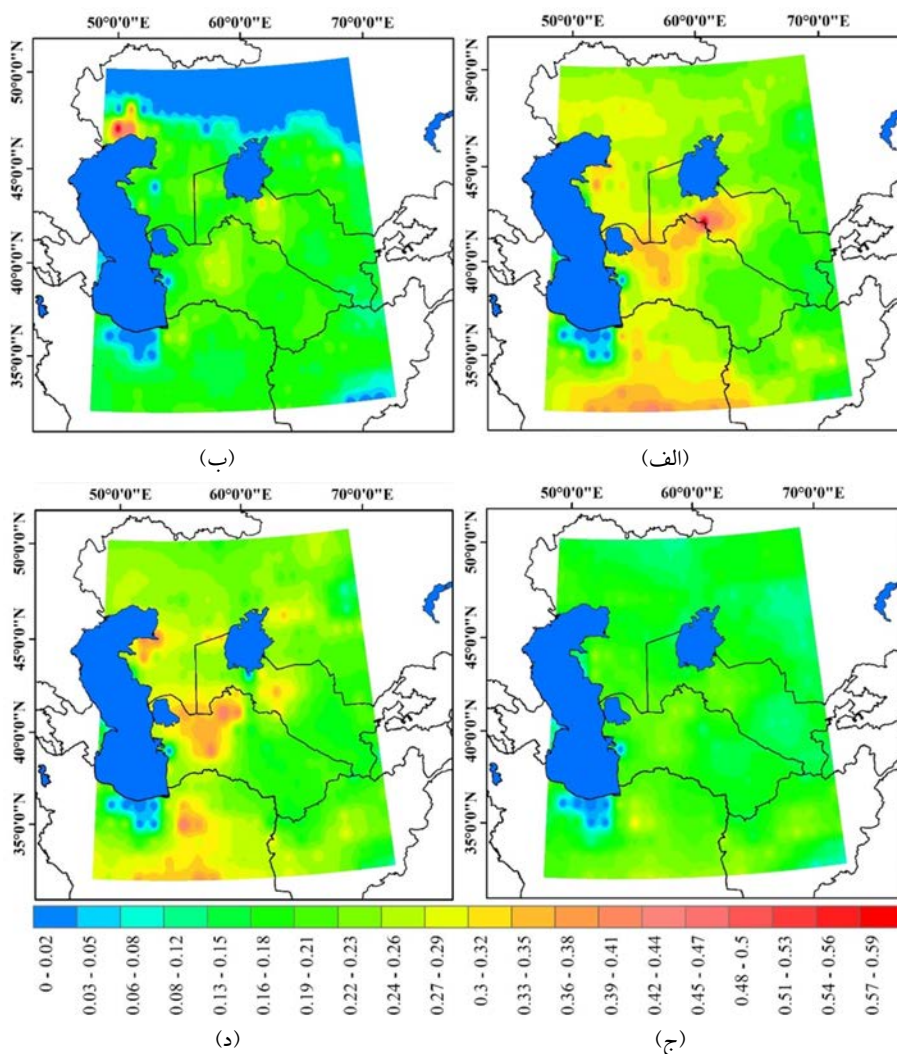 50°0'0"E 60°0'0"E 70°0'0"E
50°0'0"E 60°0'0"E 70°0'0"E
50°0'0"N
45°0'0"N
40°0'0"N
35°0'0"N
50°0'0"N
45°0'0"N
40°0'0"N
35°0'0"N
(الف)
(ب)
50°0'0"E 60°0'0"E 70°0'0"E
50°0'0"E 60°0'0"E 70°0'0"E
50°0'0"N
45°0'0"N
40°0'0"N
35°0'0"N
50°0'0"N
45°0'0"N
40°0'0"N
35°0'0"N
0 - 0.02
0.03 - 0.05
0.06 - 0.08
0.08 - 0.12
0.13 - 0.15
0.16 - 0.18
0.19 - 0.21
0.22 - 0.23
0.24 - 0.26
0.27 - 0.29
0.3 - 0.32
0.33 - 0.35
0.36 - 0.38
0.39 - 0.41
0.42 - 0.44
0.45 - 0.47
0.48 - 0.5
0.51 - 0.53
0.54 - 0.56
0.57 - 0.59
(ج)
(د)